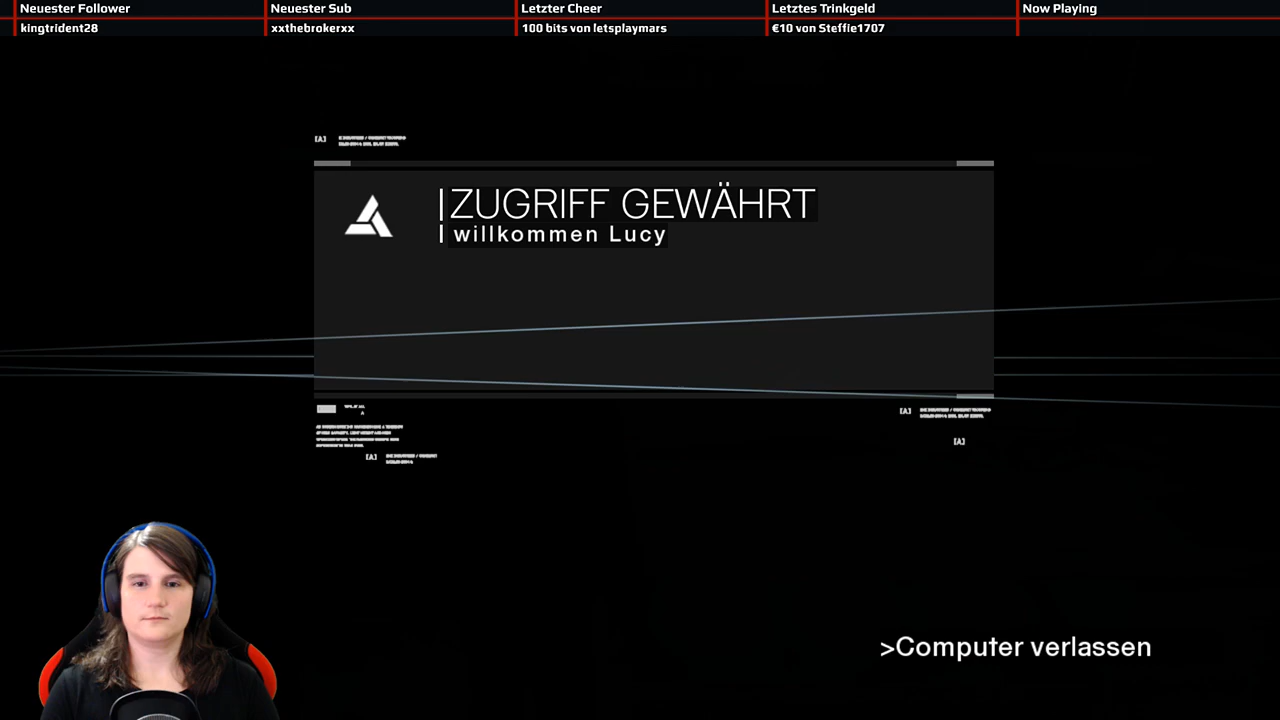 Neuester Follower
Neuester Sub
Letzter Cheer
Letztes Trinkgeld
Now Playing
kingtrident28
xxthebrokerxx
100 bits von letsplaymars
€10 von Steffie1707
[A]
ZUGRIFF GEWÄHRT
willkommen Lucy
[A]
[A]
[A]
>Computer verlassen